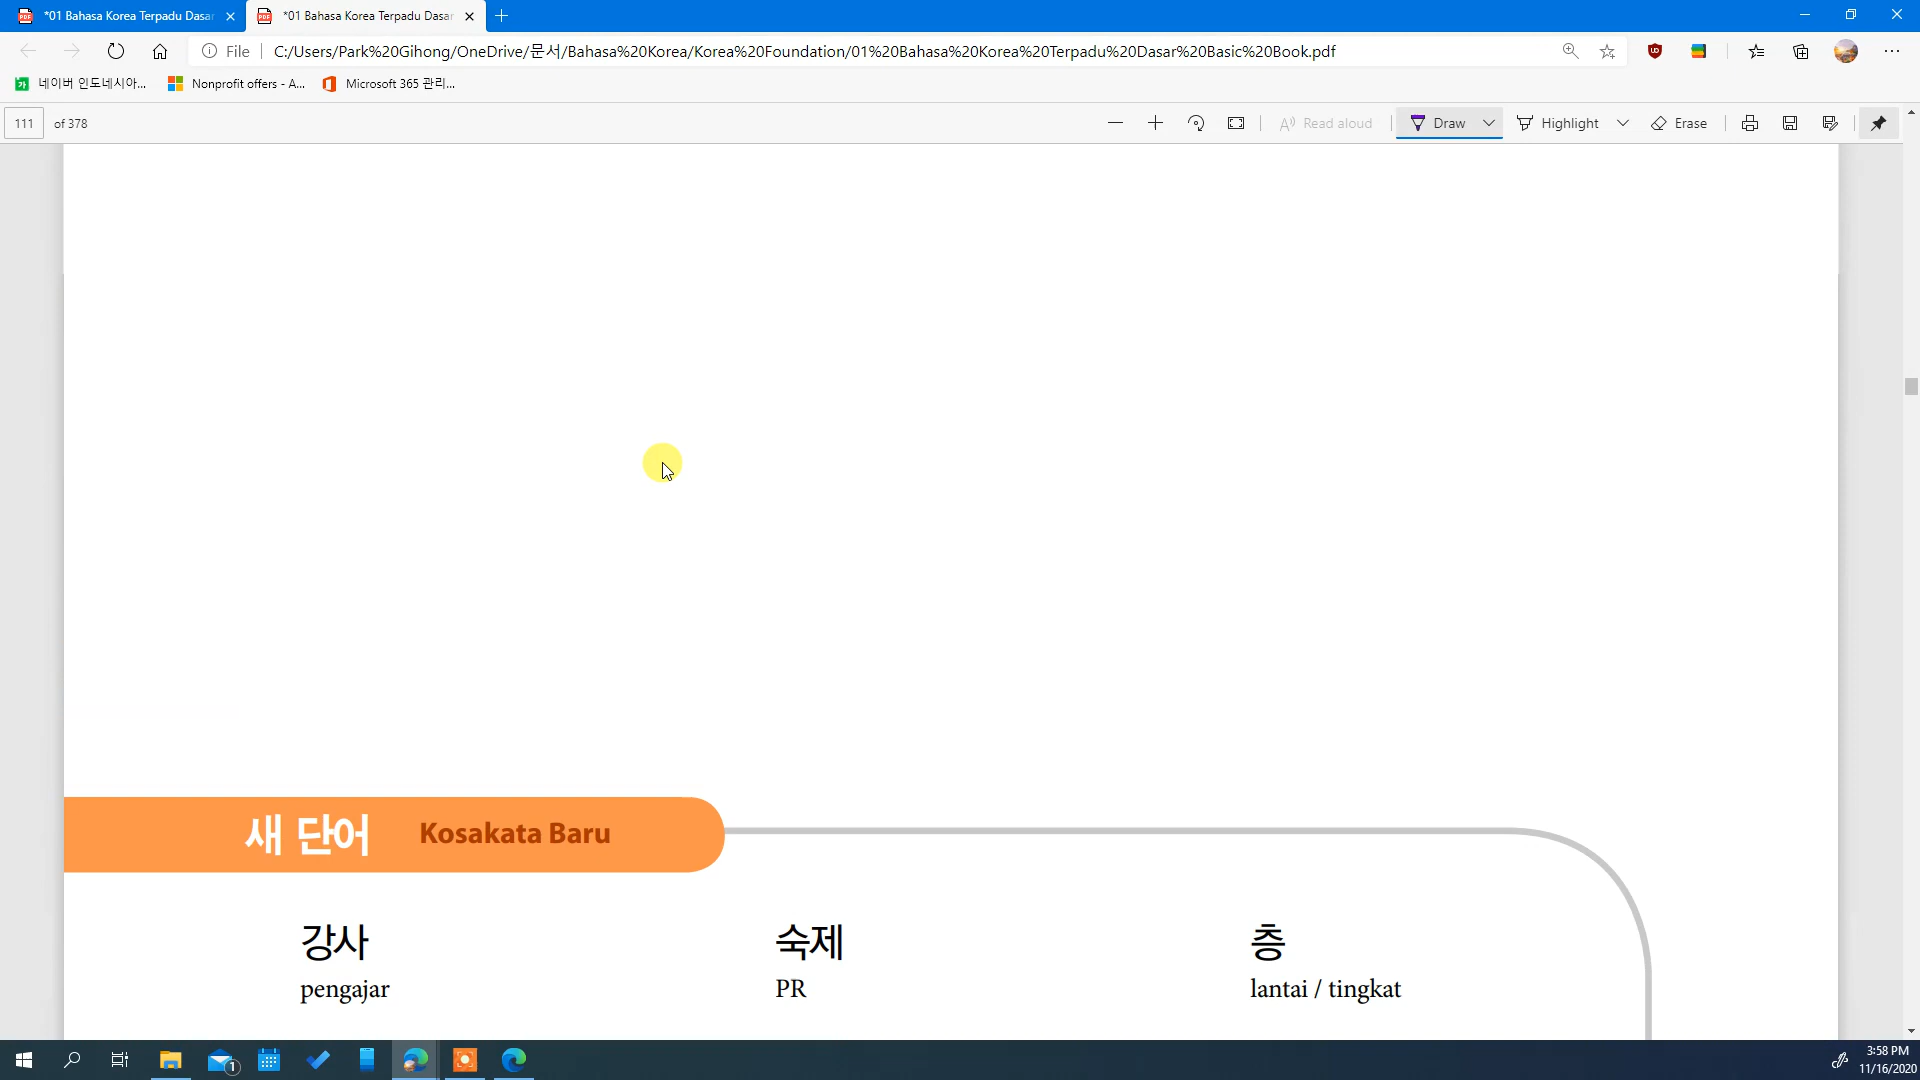 *01 Bahasa Korea Terpadu Dasar
*01 Bahasa Korea Terpadu Dasar
File
C:/Users/Park%20Gihong/OneDrive/문서/Bahasa%20Korea/Korea%20Foundation/01%20Bahasa%20Korea%20Terpadu%20Dasar%20Basic%20Book.pdf
네이버 인도네시아...
Nonprofit offers - A...
Microsoft 365 관리...
111 of 378
Read aloud
Draw
Highlight
Erase
새 단어 Kosakata Baru
강사 숙제 층
pengajar PR lantai / tingkat
1
3:58 PM
11/16/2020